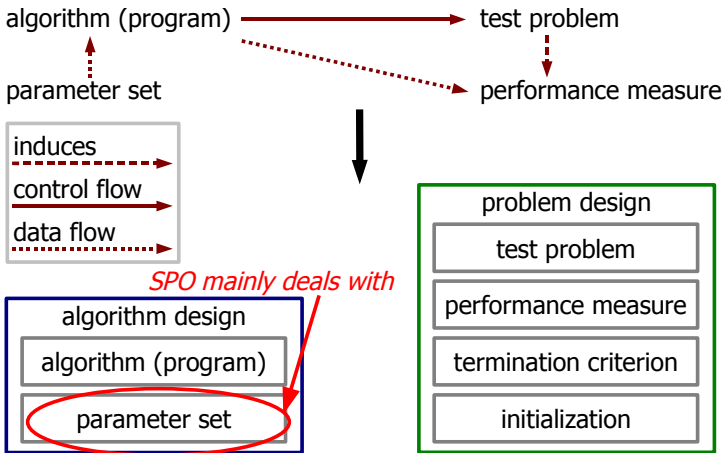 algorithm (program)
test problem
parameter set
performance measure
induces
control flow
data flow
SPO mainly deals with
algorithm design
algorithm (program)
parameter set
problem design
test problem
performance measure
termination criterion
initialization